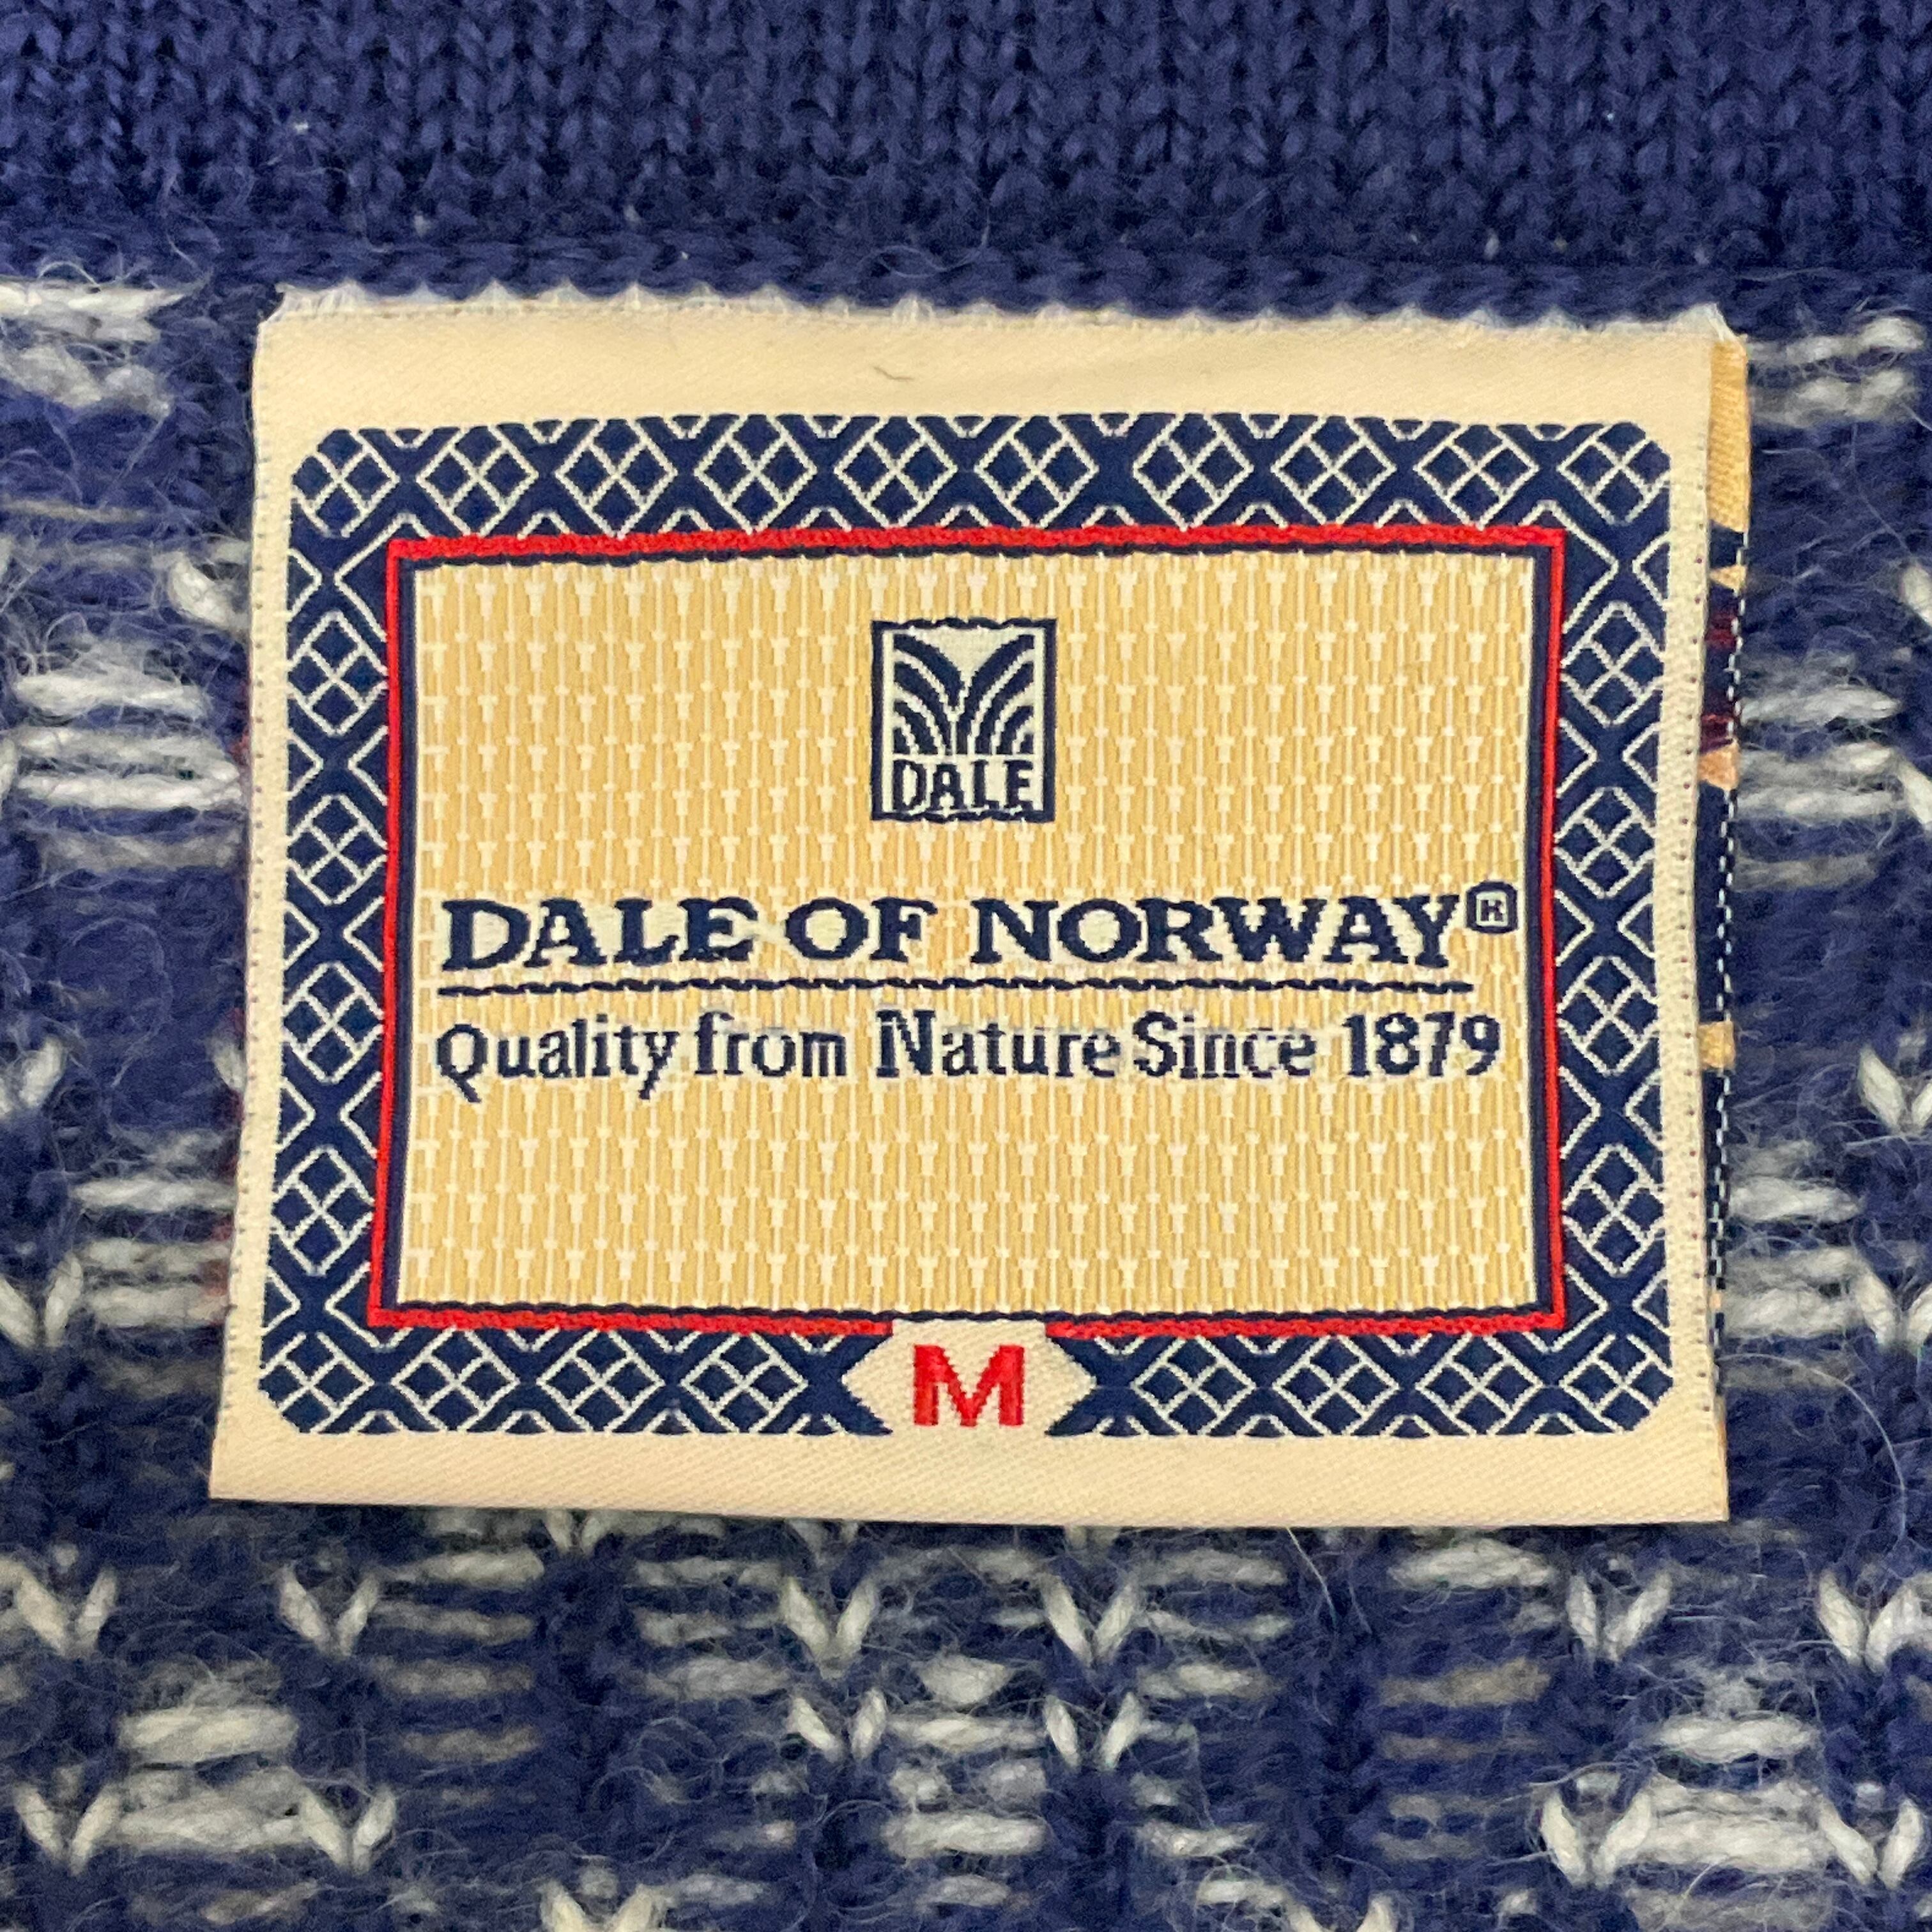 DALE
DALE OF NORWAY®
Quality from Nature Since 1879
M